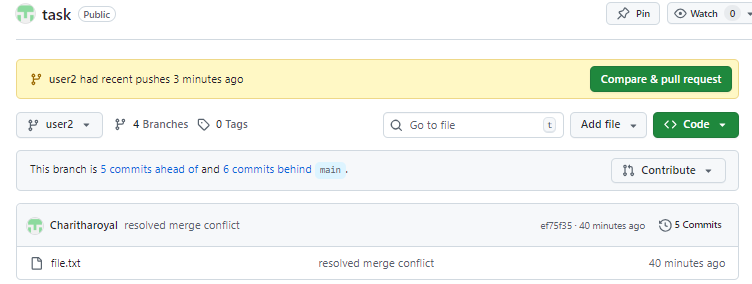 task Public Pin Watch 0
user2 had recent pushes 3 minutes ago Compare & pull request
user2 4 Branches 0 Tags Go to file t Add file Code
This branch is 5 commits ahead of and 6 commits behind main. Contribute
Charitharoyal resolved merge conflict ef75f35 · 40 minutes ago 5 Commits
file.txt resolved merge conflict 40 minutes ago